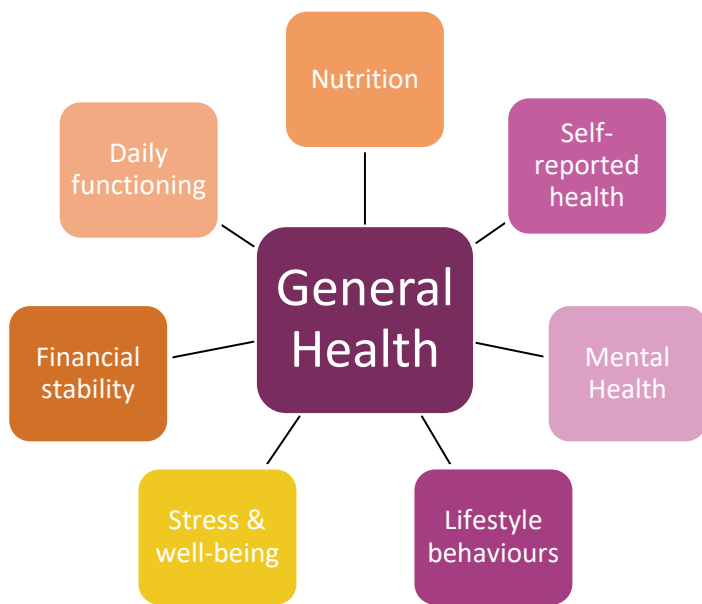 Nutrition
Self-
reported
health
Mental
Health
Lifestyle
behaviours
Stress &
well-being
Financial
stability
Daily
functioning
General
Health